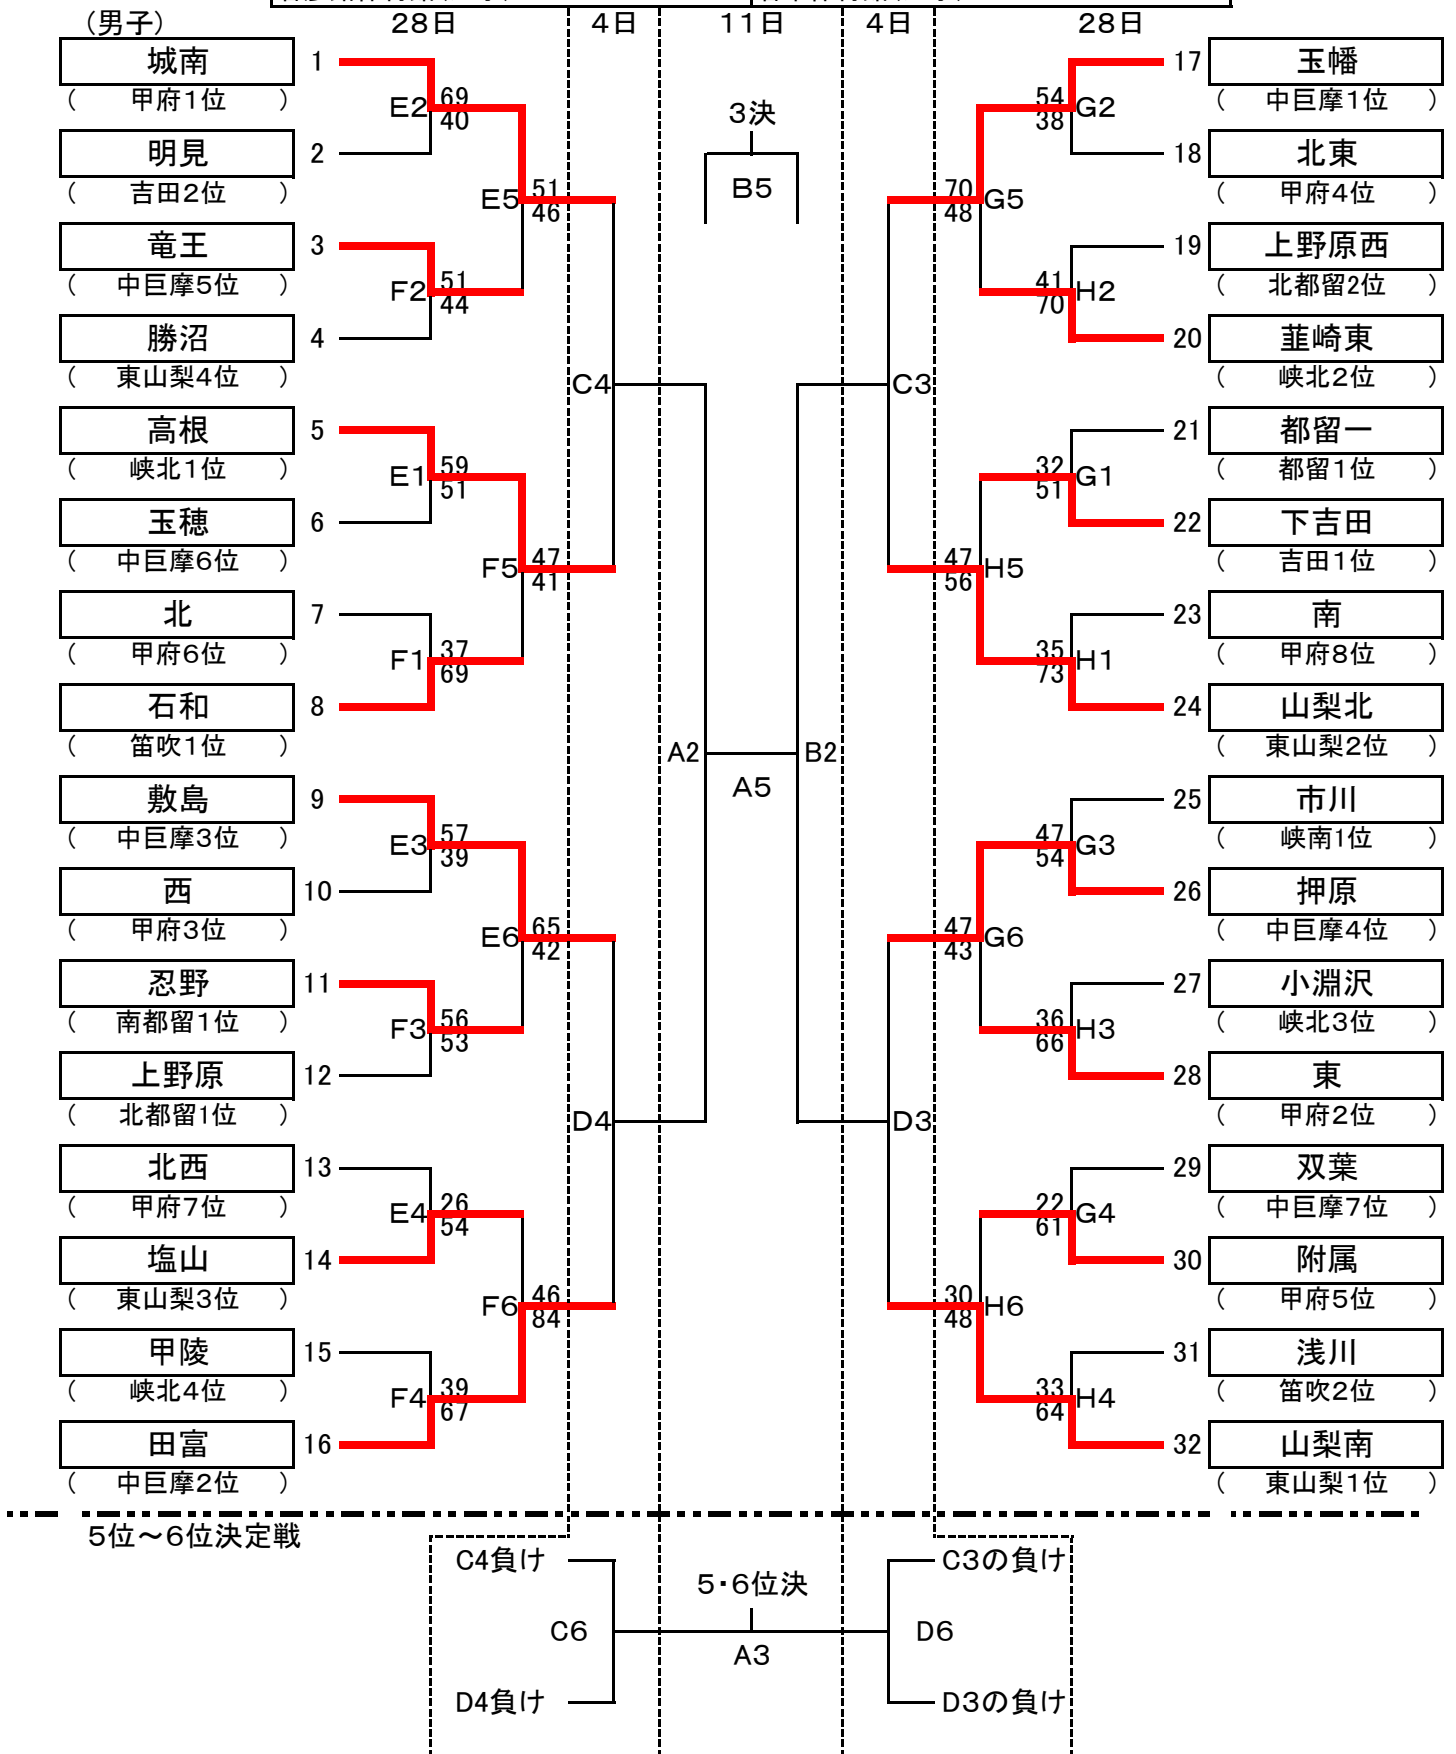 (男子)
28日 4日 11日 4日 28日
城南 1
( 甲府1位 )
明見 2
( 吉田2位 )
竜王 3
( 中巨摩5位 )
勝沼 4
( 東山梨4位 )
高根 5
( 峡北1位 )
玉穂 6
( 中巨摩6位 )
北 7
( 甲府6位 )
石和 8
( 笛吹1位 )
敷島 9
( 中巨摩3位 )
西 10
( 甲府3位 )
忍野 11
( 南都留1位 )
上野原 12
( 北都留1位 )
北西 13
( 甲府7位 )
塩山 14
( 東山梨3位 )
甲陵 15
( 峡北4位 )
田富 16
( 中巨摩2位 )
E2 69
40
F2 51
44
E1 59
51
F1 37
69
E3 57
39
F3 56
53
E4 26
54
F4 39
67
E5 51
46
F5 47
41
E6 65
42
F6 46
84
C4
D4
3決
B5
A2
A5
B2
C3
D3
70
48 G5
47
56 H5
47
43 G6
30
48 H6
54
38 G2
41
70 H2
32
51 G1
35
73 H1
47
54 G3
36
66 H3
22
61 G4
33
64 H4
17 玉幡
( 中巨摩1位 )
18 北東
( 甲府4位 )
19 上野原西
( 北都留2位 )
20 韮崎東
( 峡北2位 )
21 都留一
( 都留1位 )
22 下吉田
( 吉田1位 )
23 南
( 甲府8位 )
24 山梨北
( 東山梨2位 )
25 市川
( 峡南1位 )
26 押原
( 中巨摩4位 )
27 小淵沢
( 峡北3位 )
28 東
( 甲府2位 )
29 双葉
( 中巨摩7位 )
30 附属
( 甲府5位 )
31 浅川
( 笛吹2位 )
32 山梨南
( 東山梨1位 )
5位～6位決定戦
C4負け C3の負け
5・6位決
C6 D6
A3
D4負け D3の負け